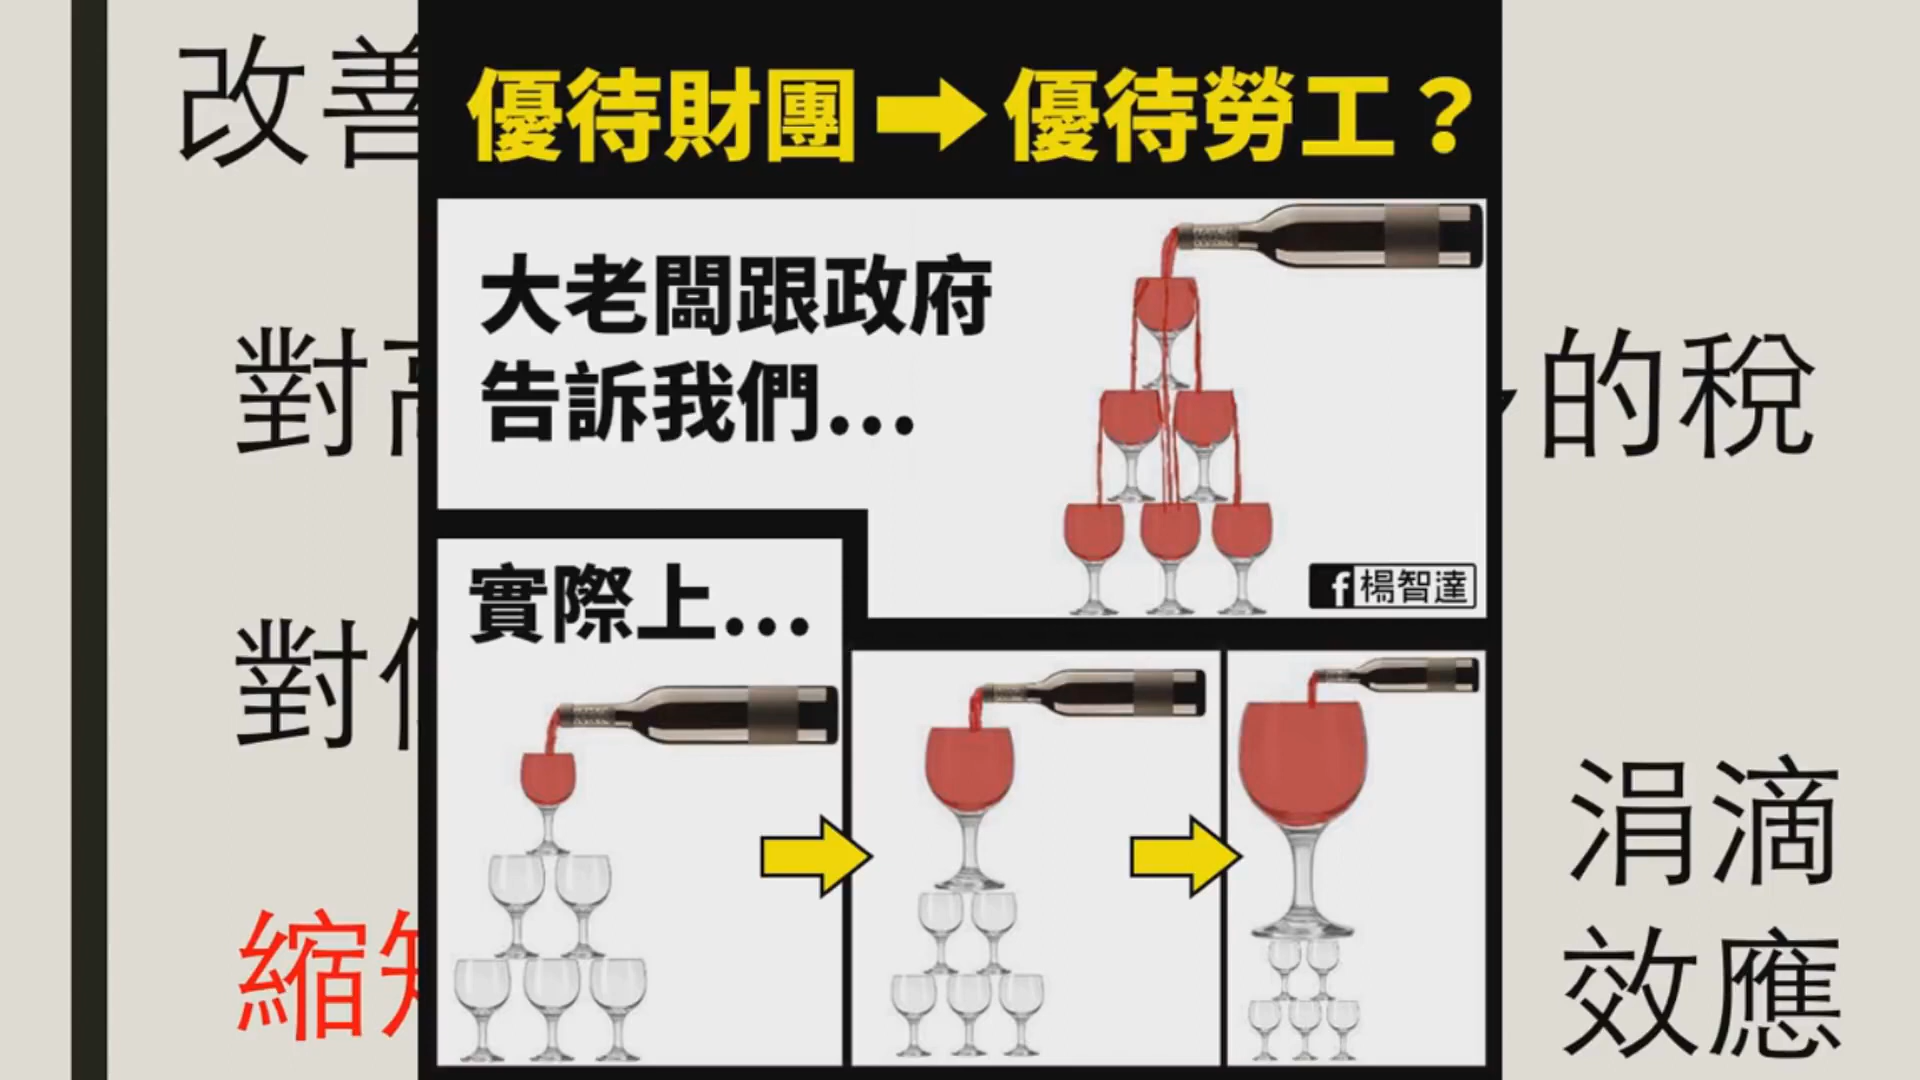 改善
優待財團➡優待勞工？
大老闆跟政府
告訴我們...
對
的稅
f 楊智達
實際上...
對
涓滴
縮
效應